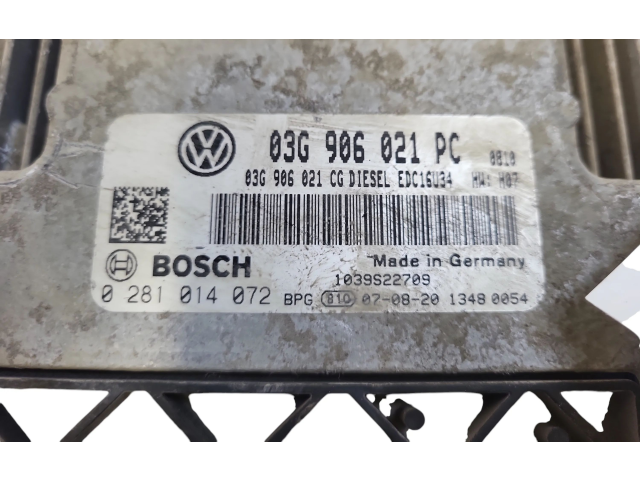 03G 906 021 PC 0810
03G 906 021 CG DIESEL EDC16U34 HW: H07
Made in Germany
BOSCH 1039S22709
0 281 014 072 BPG 810 07-08-20 1348 0054